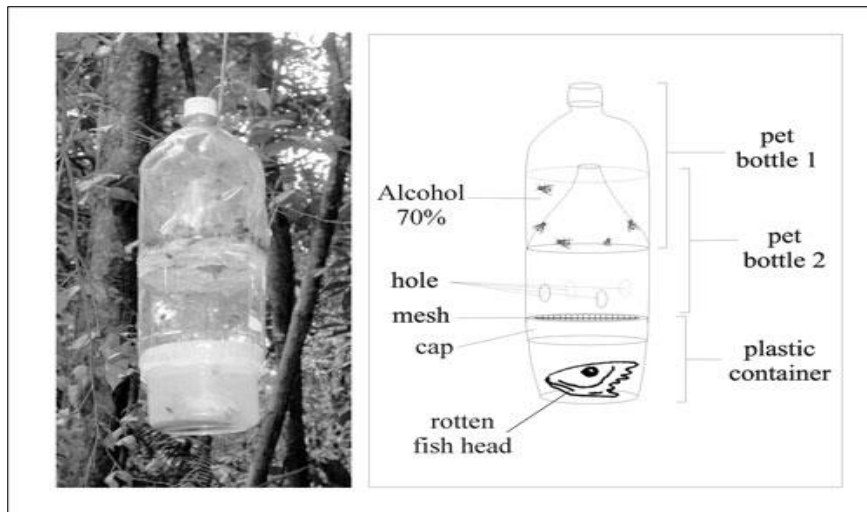 pet
bottle 1
Alcohol
70%
pet
bottle 2
hole
mesh
cap
plastic
container
rotten
fish head